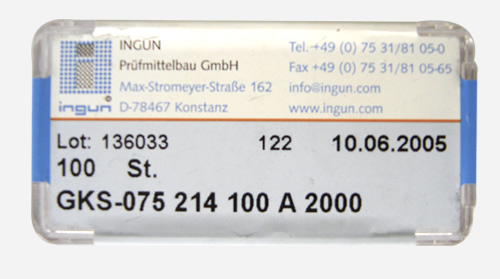 INGUN
Prüfmittelbau GmbH
Max-Stromeyer-Straße 162
D-78467 Konstanz
Tel.+49 (0) 75 31/81 05-0
Fax +49 (0) 75 31/81 05-65
info@ingun.com
www.ingun.com
ingun®
Lot: 136033 122 10.06.2005
100 St.
GKS-075 214 100 A 2000